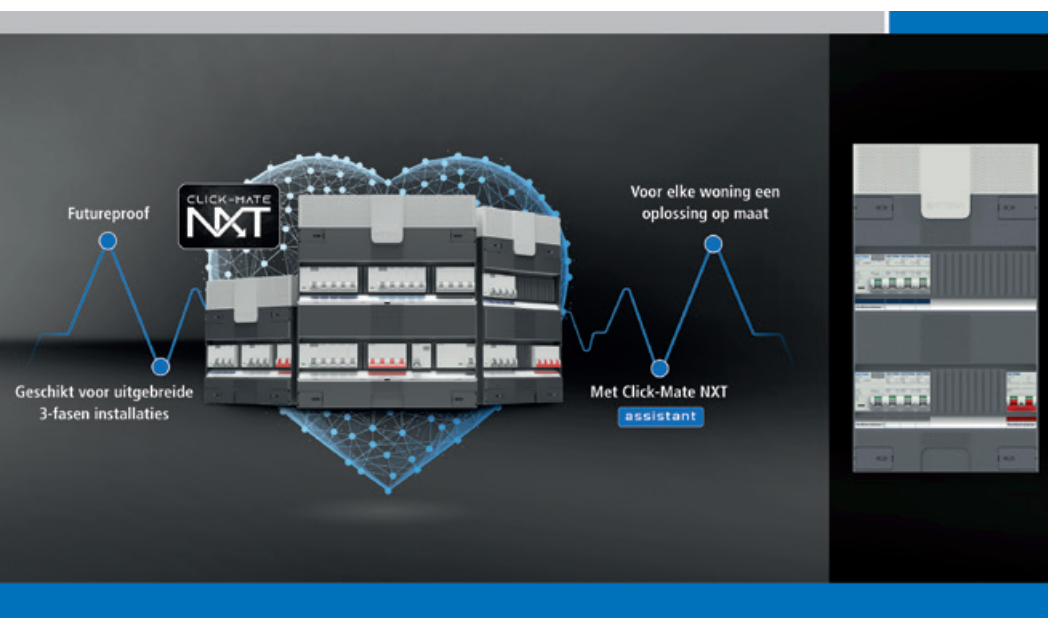 Futureproof
CLICK-MATE
NXT
Voor elke woning een
oplossing op maat
Geschikt voor uitgebreide
3-fasen installaties
Met Click-Mate NXT
assistant